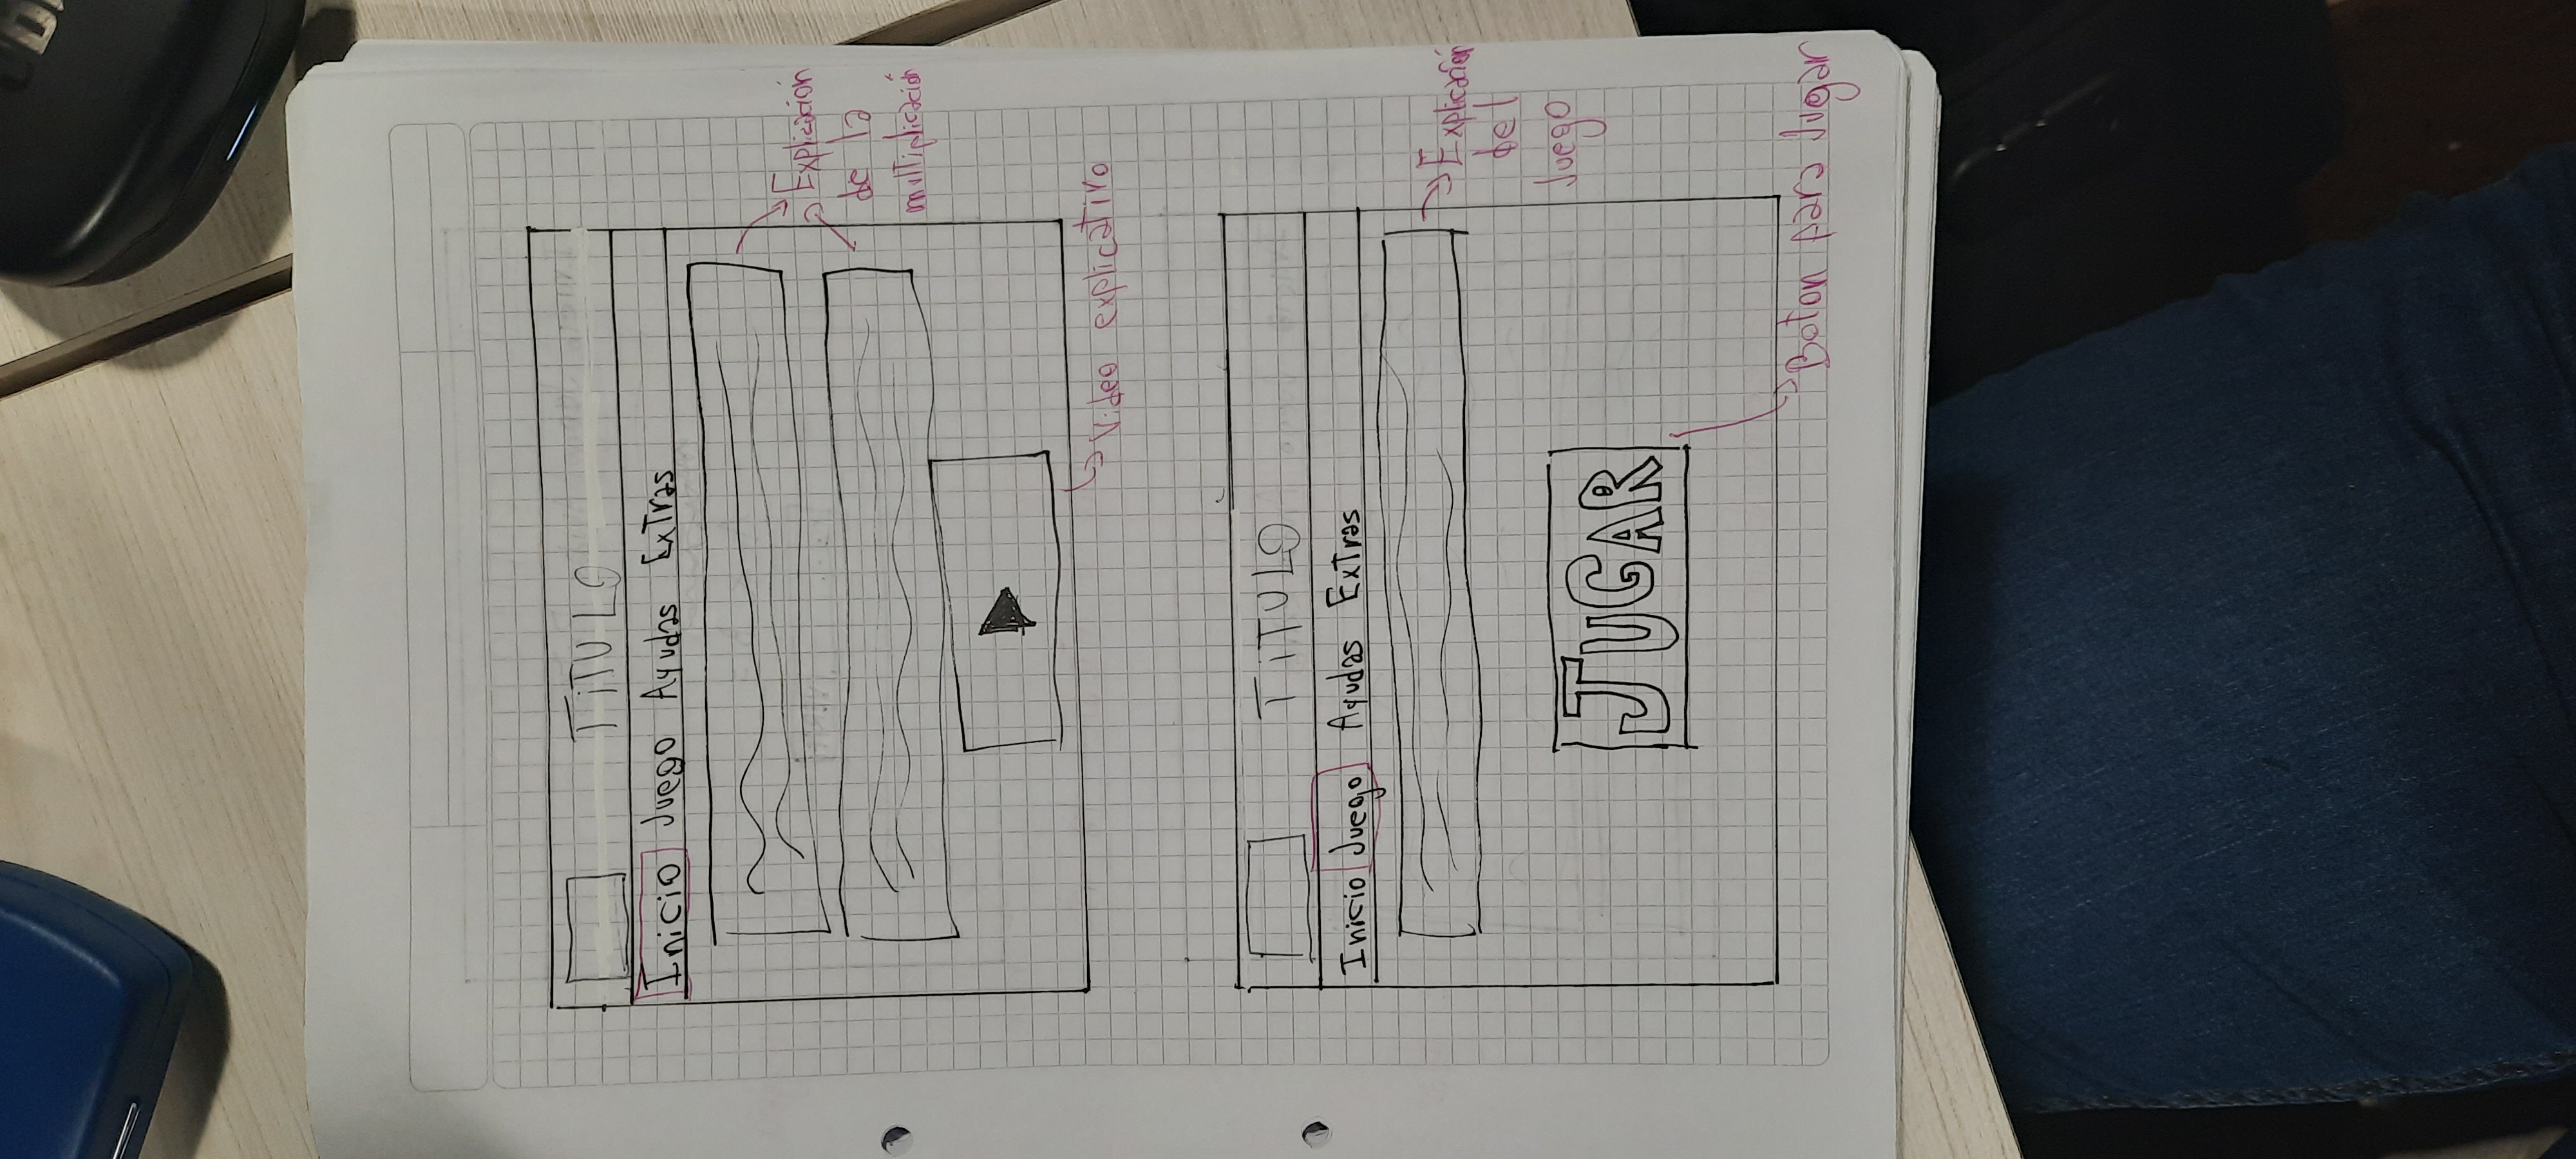 TiTULO
Inicio Juego Ayudas ExTras
Explicación
de la
multiplicación
Video explicativo
TiTULO
Inicio Juego Ayudas ExTras
Explicación
del
Juego
JUGAR
Boton para Jugar